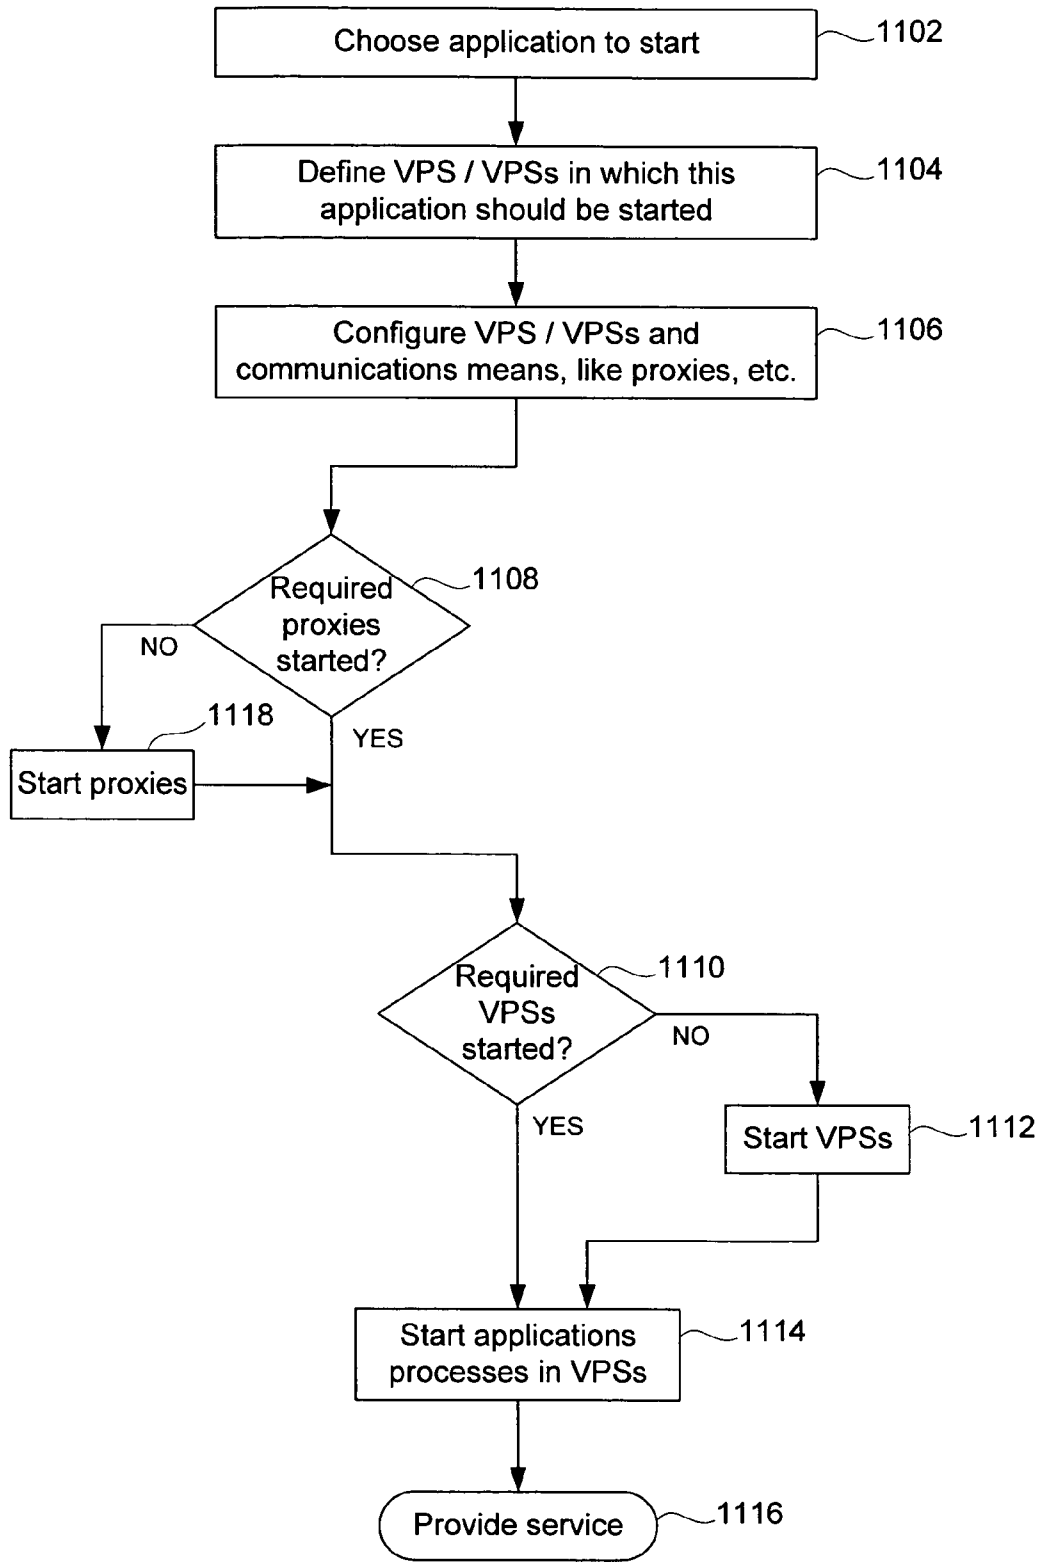 Choose application to start
1102
Define VPS / VPSs in which this
application should be started
1104
Configure VPS / VPSs and
communications means, like proxies, etc.
1106
Required
proxies
started?
1108
NO
YES
1118
Start proxies
Required
VPSs
started?
1110
NO
YES
Start VPSs
1112
Start applications
processes in VPSs
1114
Provide service
1116